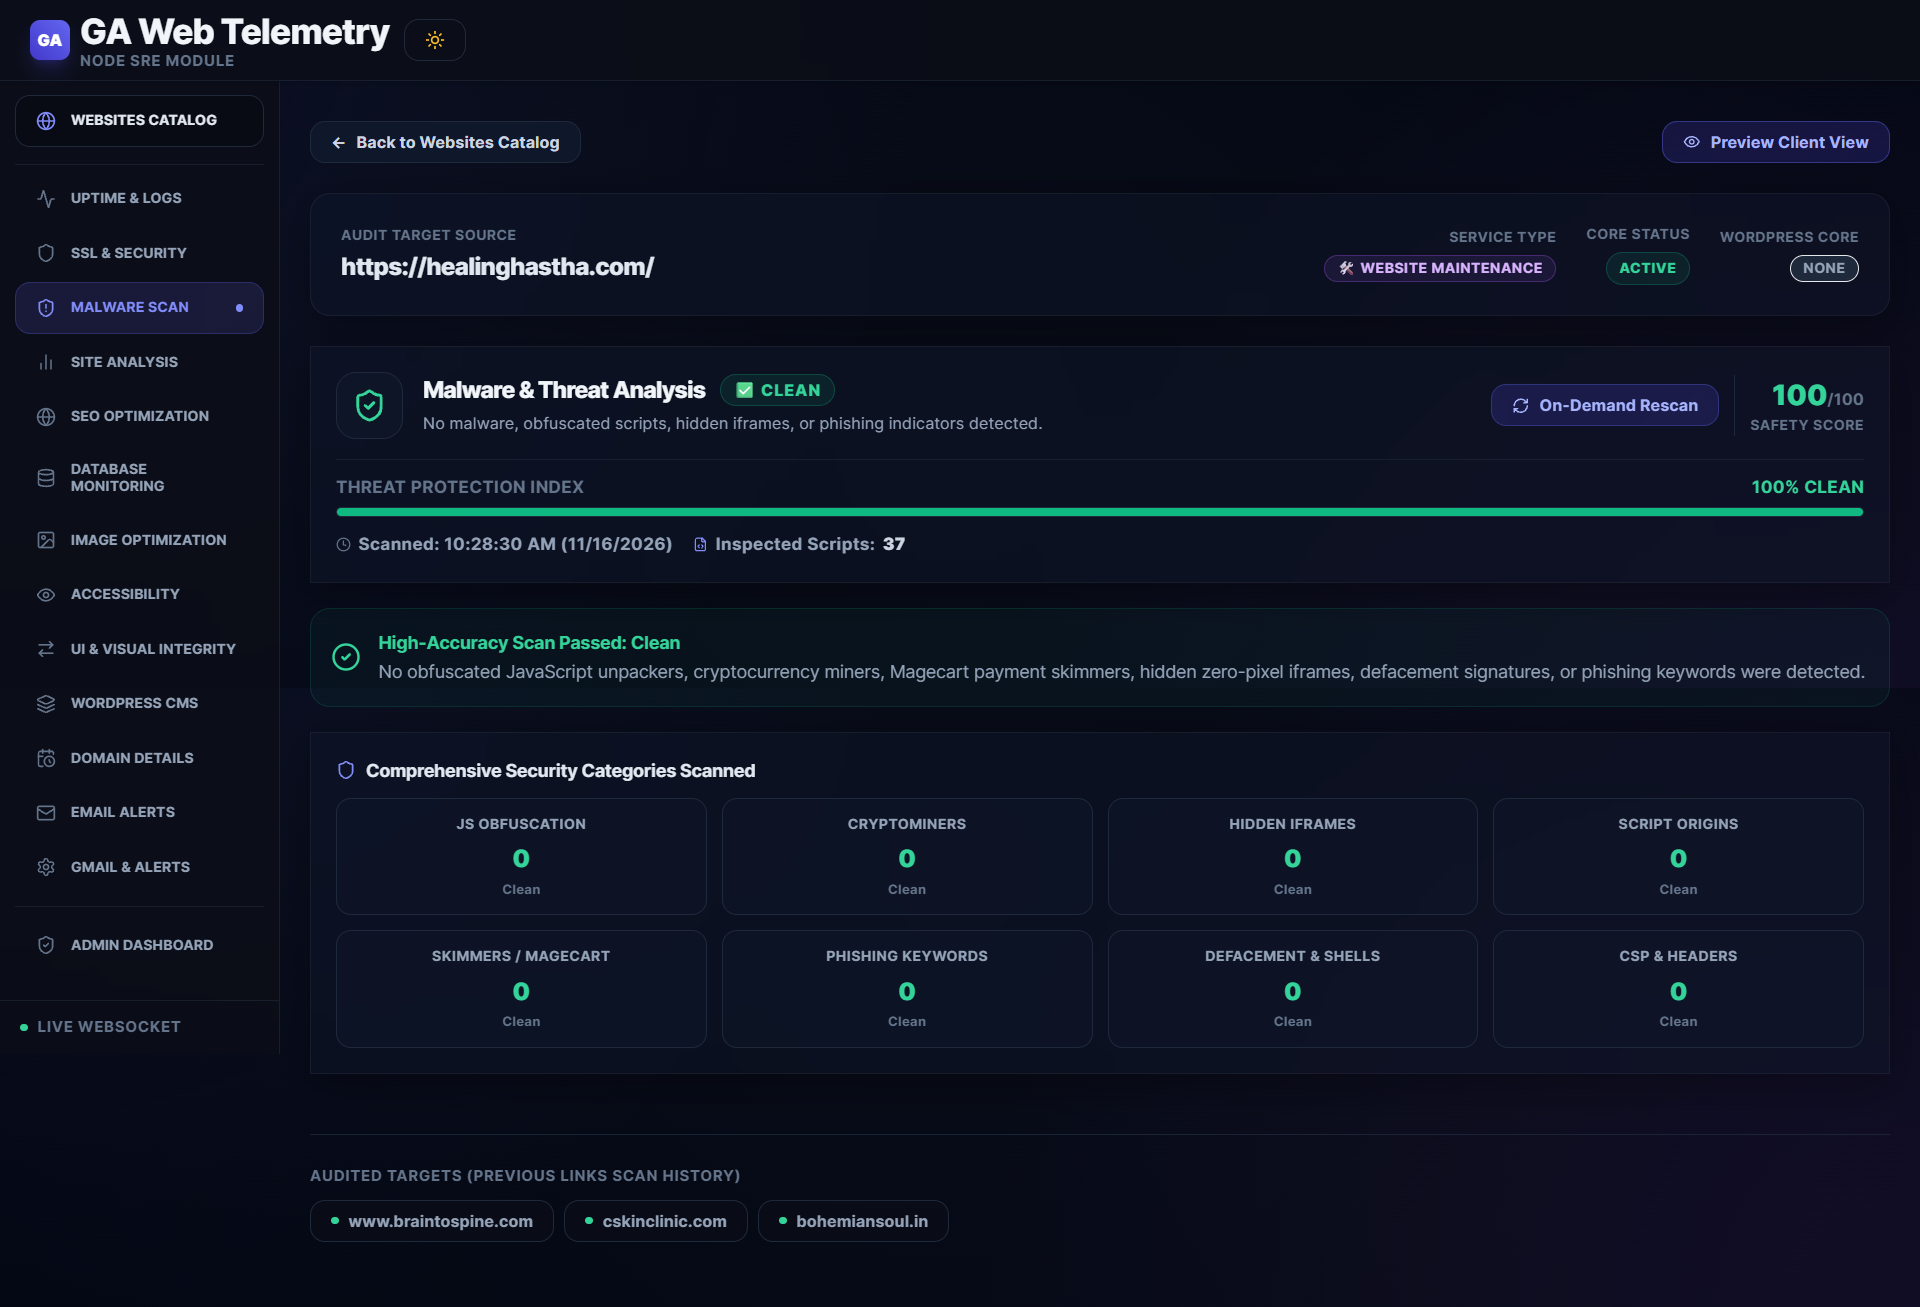 GA
GA Web Telemetry
NODE SRE MODULE
WEBSITES CATALOG
UPTIME & LOGS
SSL & SECURITY
MALWARE SCAN
SITE ANALYSIS
SEO OPTIMIZATION
DATABASE
MONITORING
IMAGE OPTIMIZATION
ACCESSIBILITY
UI & VISUAL INTEGRITY
WORDPRESS CMS
DOMAIN DETAILS
EMAIL ALERTS
GMAIL & ALERTS
ADMIN DASHBOARD
LIVE WEBSOCKET
Back to Websites Catalog
Preview Client View
AUDIT TARGET SOURCE
https://healinghastha.com/
SERVICE TYPE
WEBSITE MAINTENANCE
CORE STATUS
ACTIVE
WORDPRESS CORE
NONE
Malware & Threat Analysis
CLEAN
No malware, obfuscated scripts, hidden iframes, or phishing indicators detected.
On-Demand Rescan
100/100
SAFETY SCORE
THREAT PROTECTION INDEX
100% CLEAN
Scanned: 10:28:30 AM (11/16/2026)
Inspected Scripts: 37
High-Accuracy Scan Passed: Clean
No obfuscated JavaScript unpackers, cryptocurrency miners, Magecart payment skimmers, hidden zero-pixel iframes, defacement signatures, or phishing keywords were detected.
Comprehensive Security Categories Scanned
JS OBFUSCATION
0
Clean
CRYPTOMINERS
0
Clean
HIDDEN IFRAMES
0
Clean
SCRIPT ORIGINS
0
Clean
SKIMMERS / MAGECART
0
Clean
PHISHING KEYWORDS
0
Clean
DEFACEMENT & SHELLS
0
Clean
CSP & HEADERS
0
Clean
AUDITED TARGETS (PREVIOUS LINKS SCAN HISTORY)
www.braintospine.com
cskinclinic.com
bohemiansoul.in